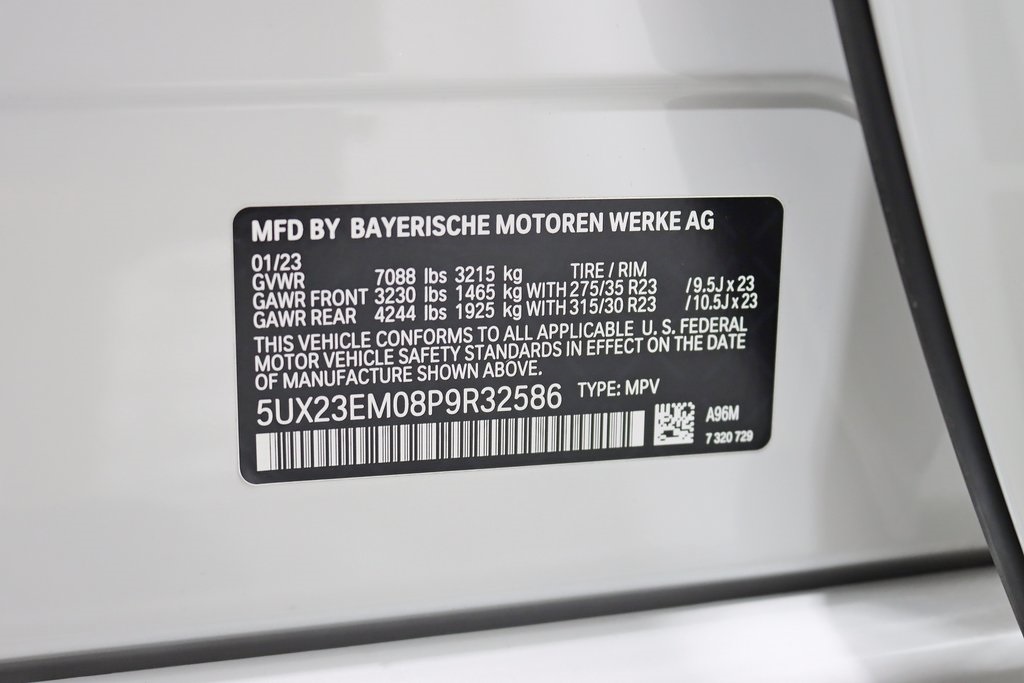 MFD BY BAYERISCHE MOTOREN WERKE AG
01/23
GVWR 7088 lbs 3215 kg TIRE / RIM
GAWR FRONT 3230 lbs 1465 kg WITH 275/35 R23 / 9.5J x 23
GAWR REAR 4244 lbs 1925 kg WITH 315/30 R23 / 10.5J x 23
THIS VEHICLE CONFORMS TO ALL APPLICABLE U. S. FEDERAL
MOTOR VEHICLE SAFETY STANDARDS IN EFFECT ON THE DATE
OF MANUFACTURE SHOWN ABOVE.
5UX23EM08P9R32586 TYPE: MPV
A96M
7 320 729